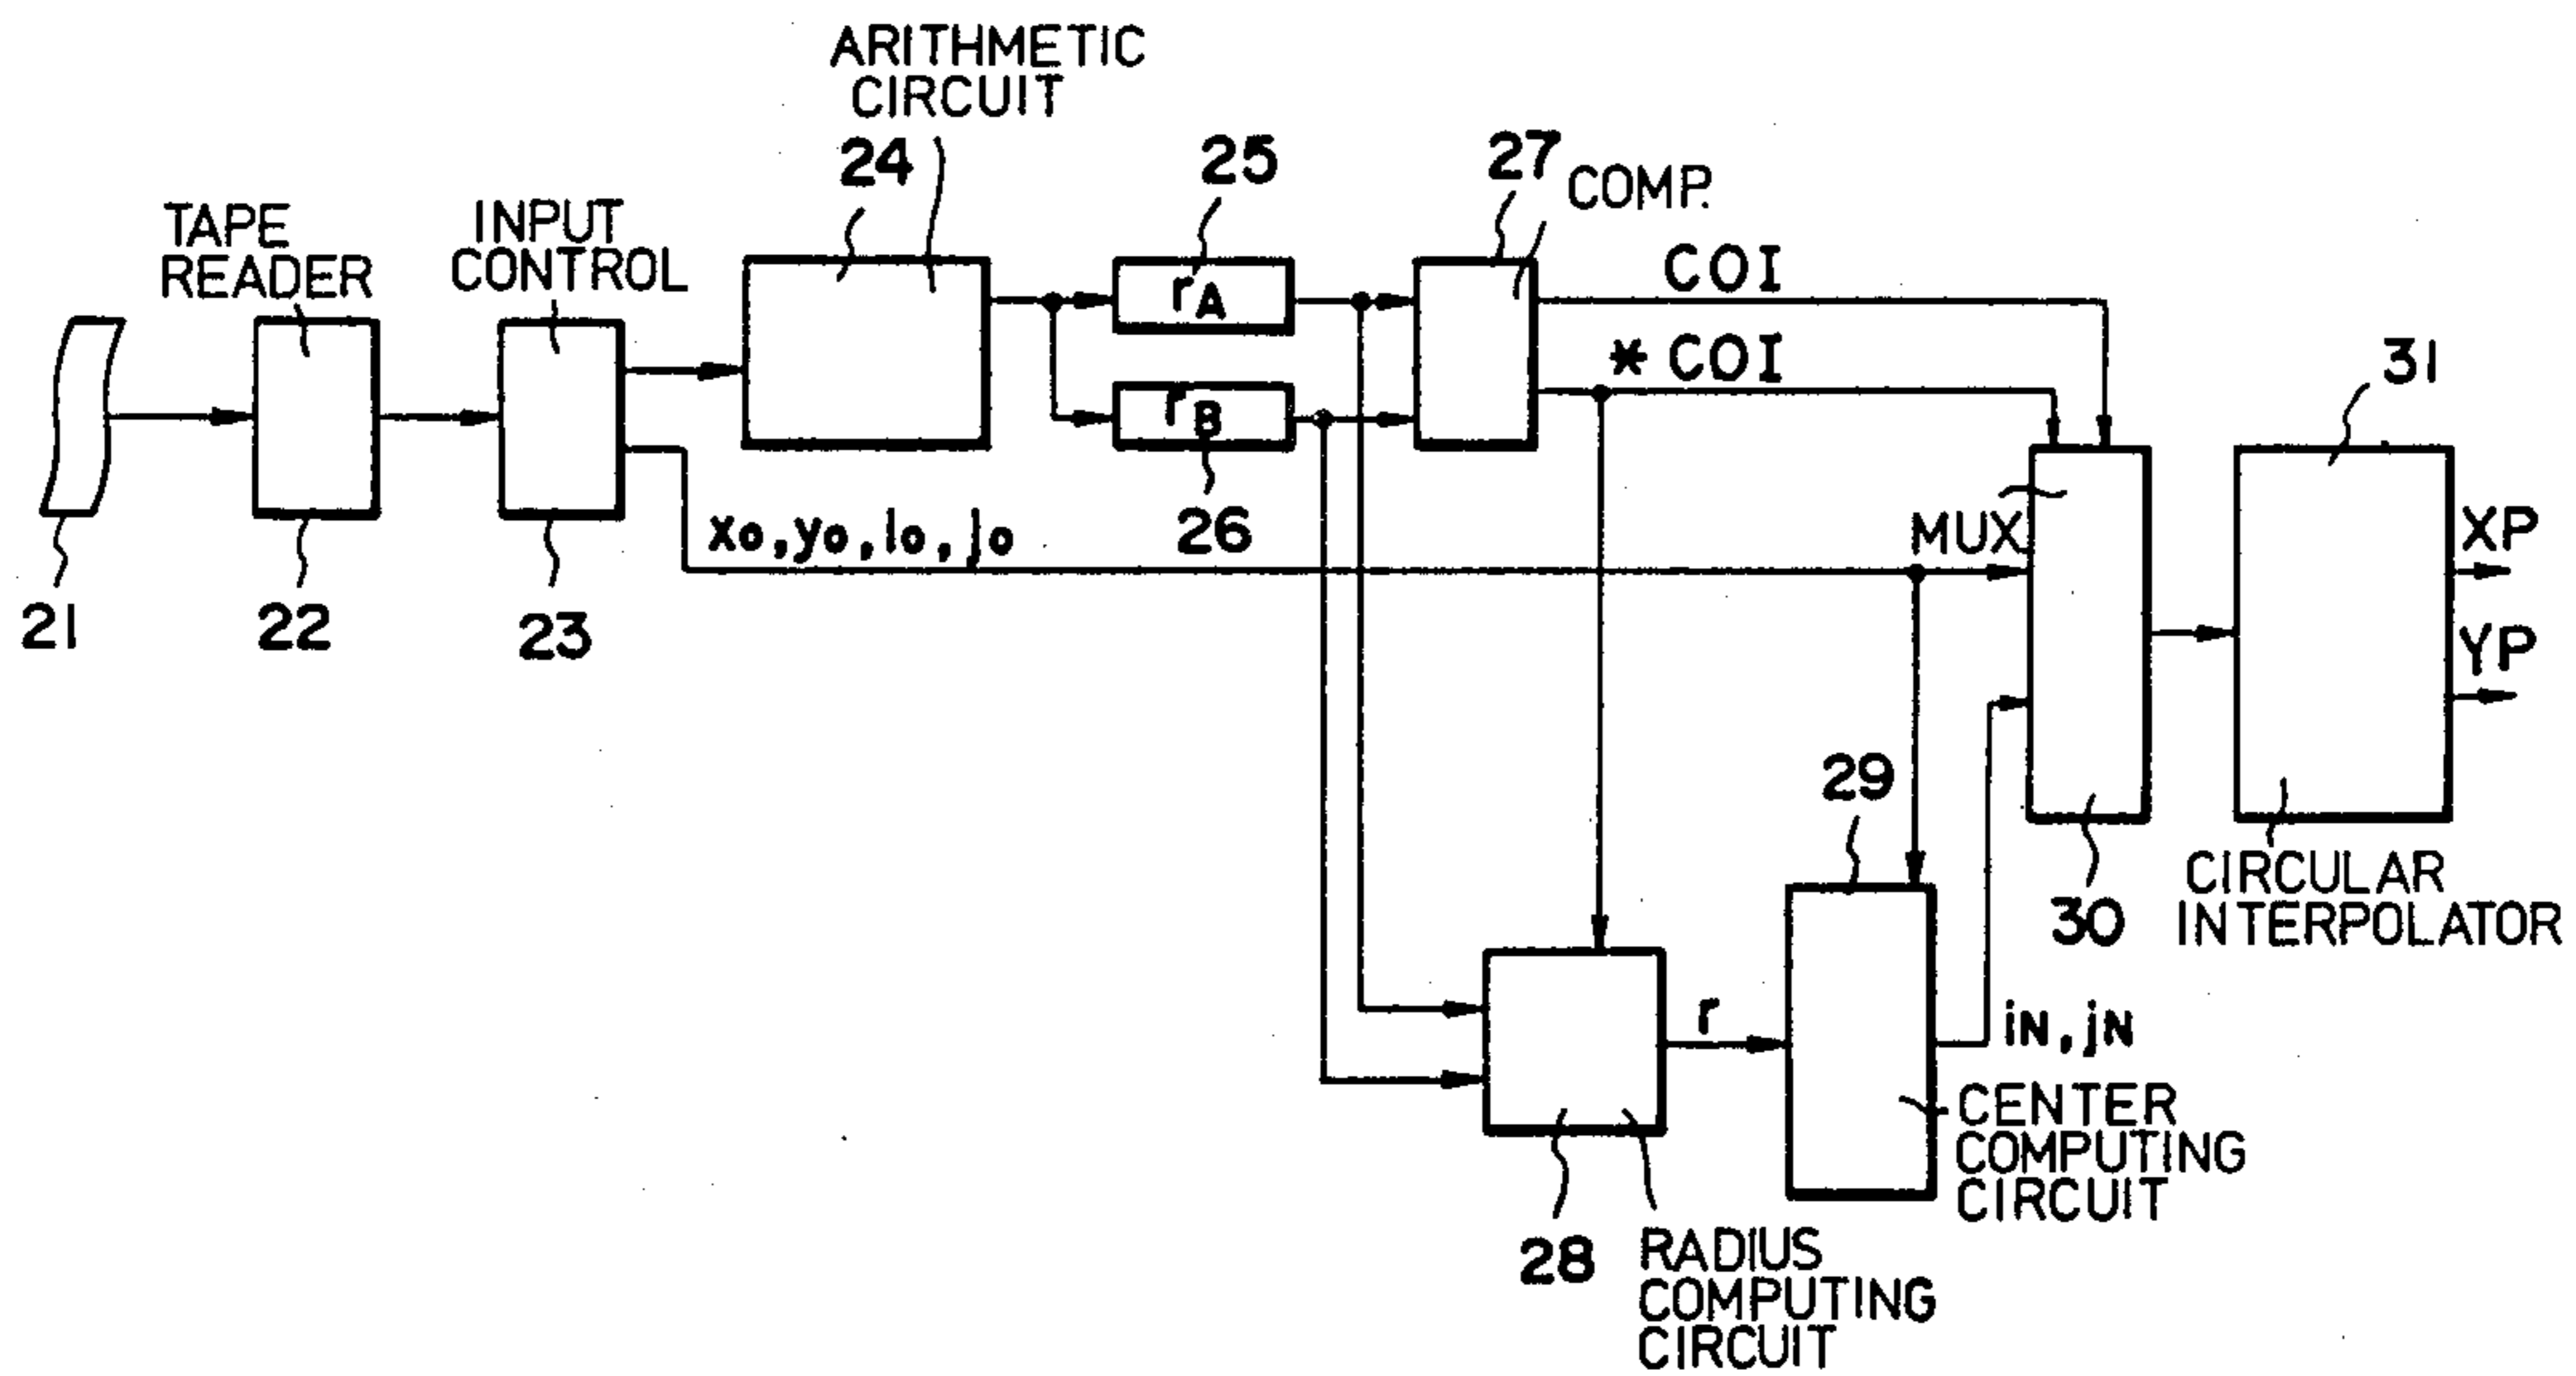 ARITHMETIC
CIRCUIT
24
25
27
COMP.
TAPE
READER
INPUT
CONTROL
rA
rB
COI
* COI
31
26
21
22
23
xo, yo, io, jo
MUX
XP
YP
29
30
CIRCULAR
INTERPOLATOR
r
iN, jN
28
CENTER
COMPUTING
CIRCUIT
RADIUS
COMPUTING
CIRCUIT